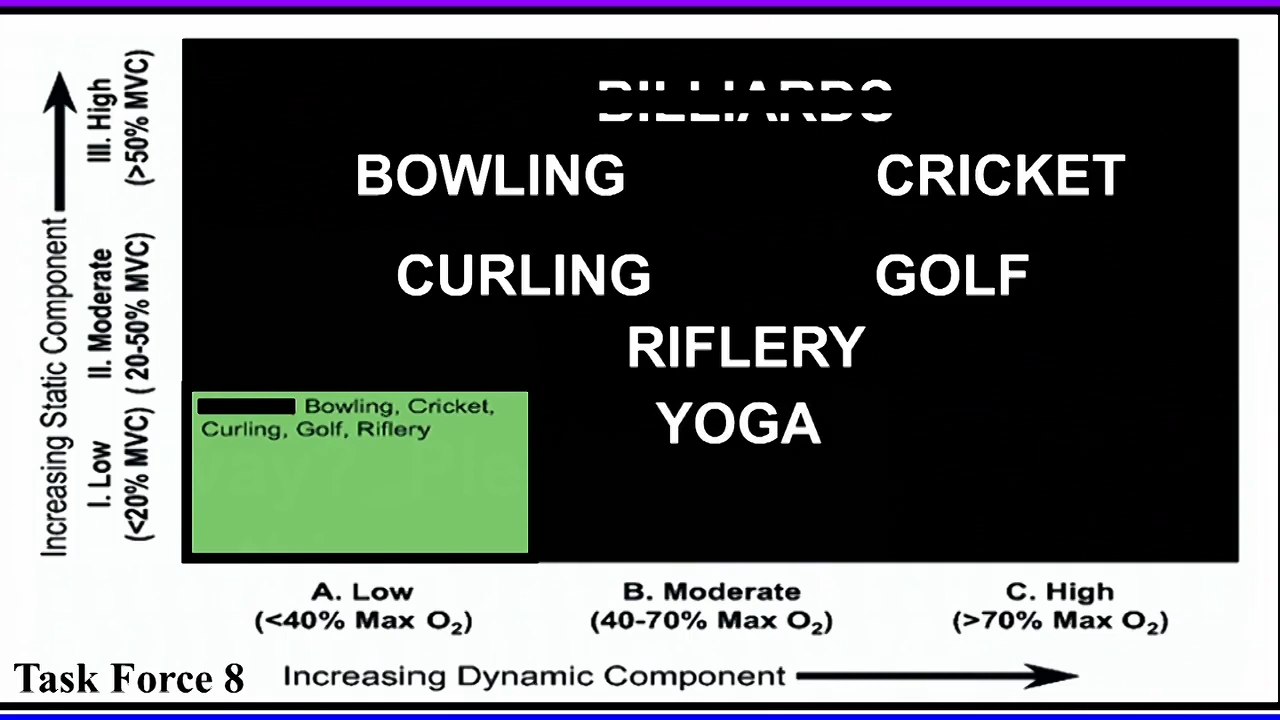 BILLIARDS
BOWLING CRICKET
CURLING GOLF
RIFLERY
YOGA
Bowling, Cricket,
Curling, Golf, Riflery
Increasing Static Component
I. Low
(<20% MVC)
II. Moderate
( 20-50% MVC)
III. High
(>50% MVC)
A. Low
(<40% Max O₂)
B. Moderate
(40-70% Max O₂)
C. High
(>70% Max O₂)
Task Force 8
Increasing Dynamic Component